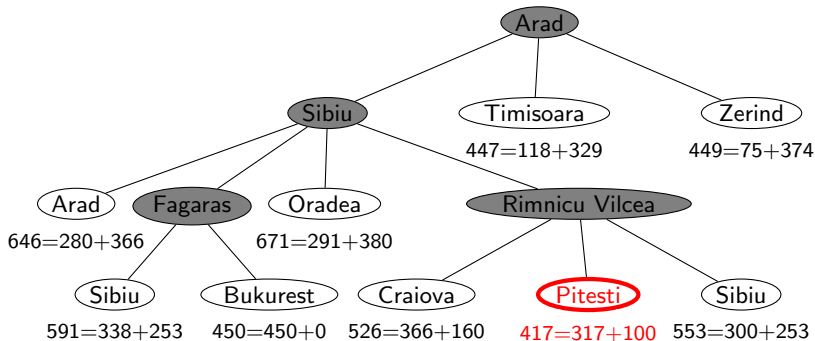 Arad
Sibiu
Timisoara
Zerind
447=118+329
449=75+374
Arad
Fagaras
Oradea
Rimnicu Vilcea
646=280+366
671=291+380
Sibiu
Bukurest
Craiova
Pitesti
Sibiu
591=338+253
450=450+0
526=366+160
417=317+100
553=300+253